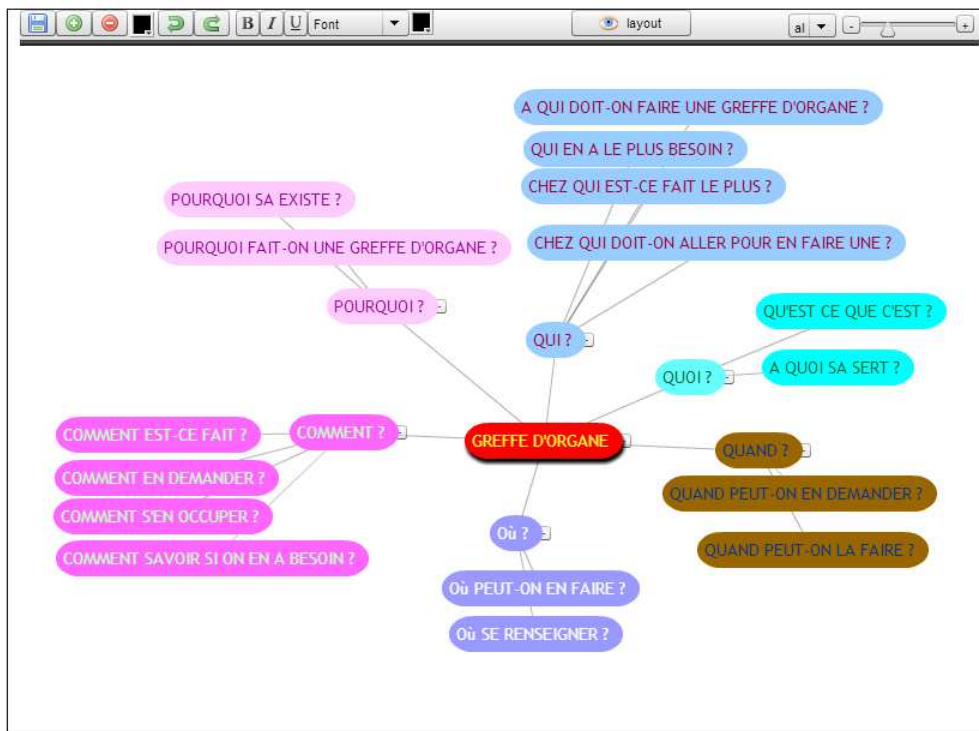 B I U Font
layout
al
A QUI DOIT-ON FAIRE UNE GREFFE D'ORGANE ?
QUI EN A LE PLUS BESOIN ?
CHEZ QUI EST-CE FAIT LE PLUS ?
CHEZ QUI DOIT-ON ALLER POUR EN FAIRE UNE ?
QUI ?
POURQUOI SA EXISTE ?
POURQUOI FAIT-ON UNE GREFFE D'ORGANE ?
POURQUOI ?
QU'EST CE QUE C'EST ?
A QUOI SA SERT ?
QUOI ?
GREFFE D'ORGANE
COMMENT ?
COMMENT EST-CE FAIT ?
COMMENT EN DEMANDER ?
COMMENT S'EN OCCUPER ?
COMMENT SAVOIR SI ON EN A BESOIN ?
QUAND ?
QUAND PEUT-ON EN DEMANDER ?
QUAND PEUT-ON LA FAIRE ?
Où ?
Où PEUT-ON EN FAIRE ?
Où SE RENSEIGNER ?